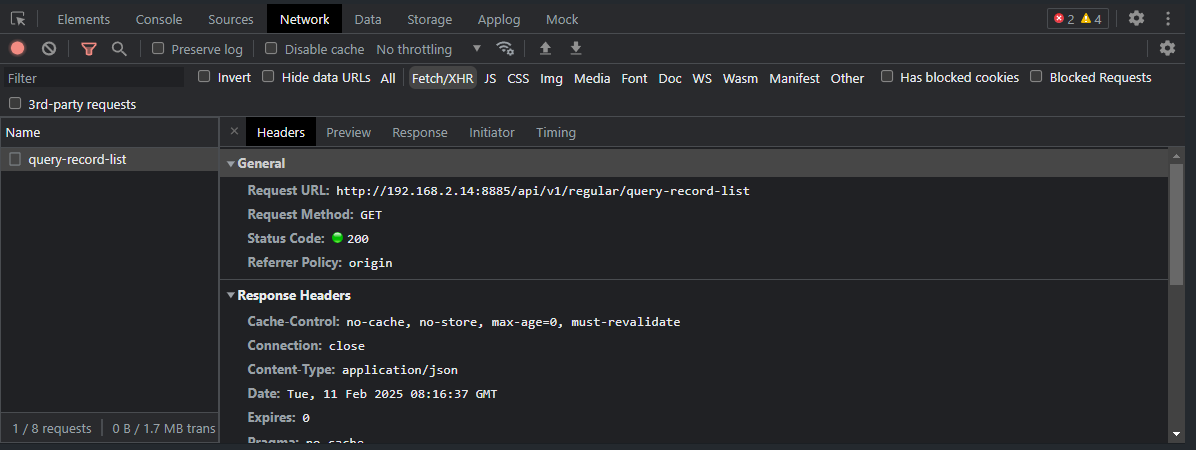 Elements Console Sources Network Data Storage Applog Mock 2 4
Preserve log Disable cache No throttling
Filter Invert Hide data URLs All Fetch/XHR JS CSS Img Media Font Doc WS Wasm Manifest Other Has blocked cookies Blocked Requests
3rd-party requests
Name
query-record-list
1 / 8 requests 0 B / 1.7 MB trans
× Headers Preview Response Initiator Timing
General
Request URL: http://192.168.2.14:8885/api/v1/regular/query-record-list
Request Method: GET
Status Code: 200
Referrer Policy: origin
Response Headers
Cache-Control: no-cache, no-store, max-age=0, must-revalidate
Connection: close
Content-Type: application/json
Date: Tue, 11 Feb 2025 08:16:37 GMT
Expires: 0
Pragma: no-cache